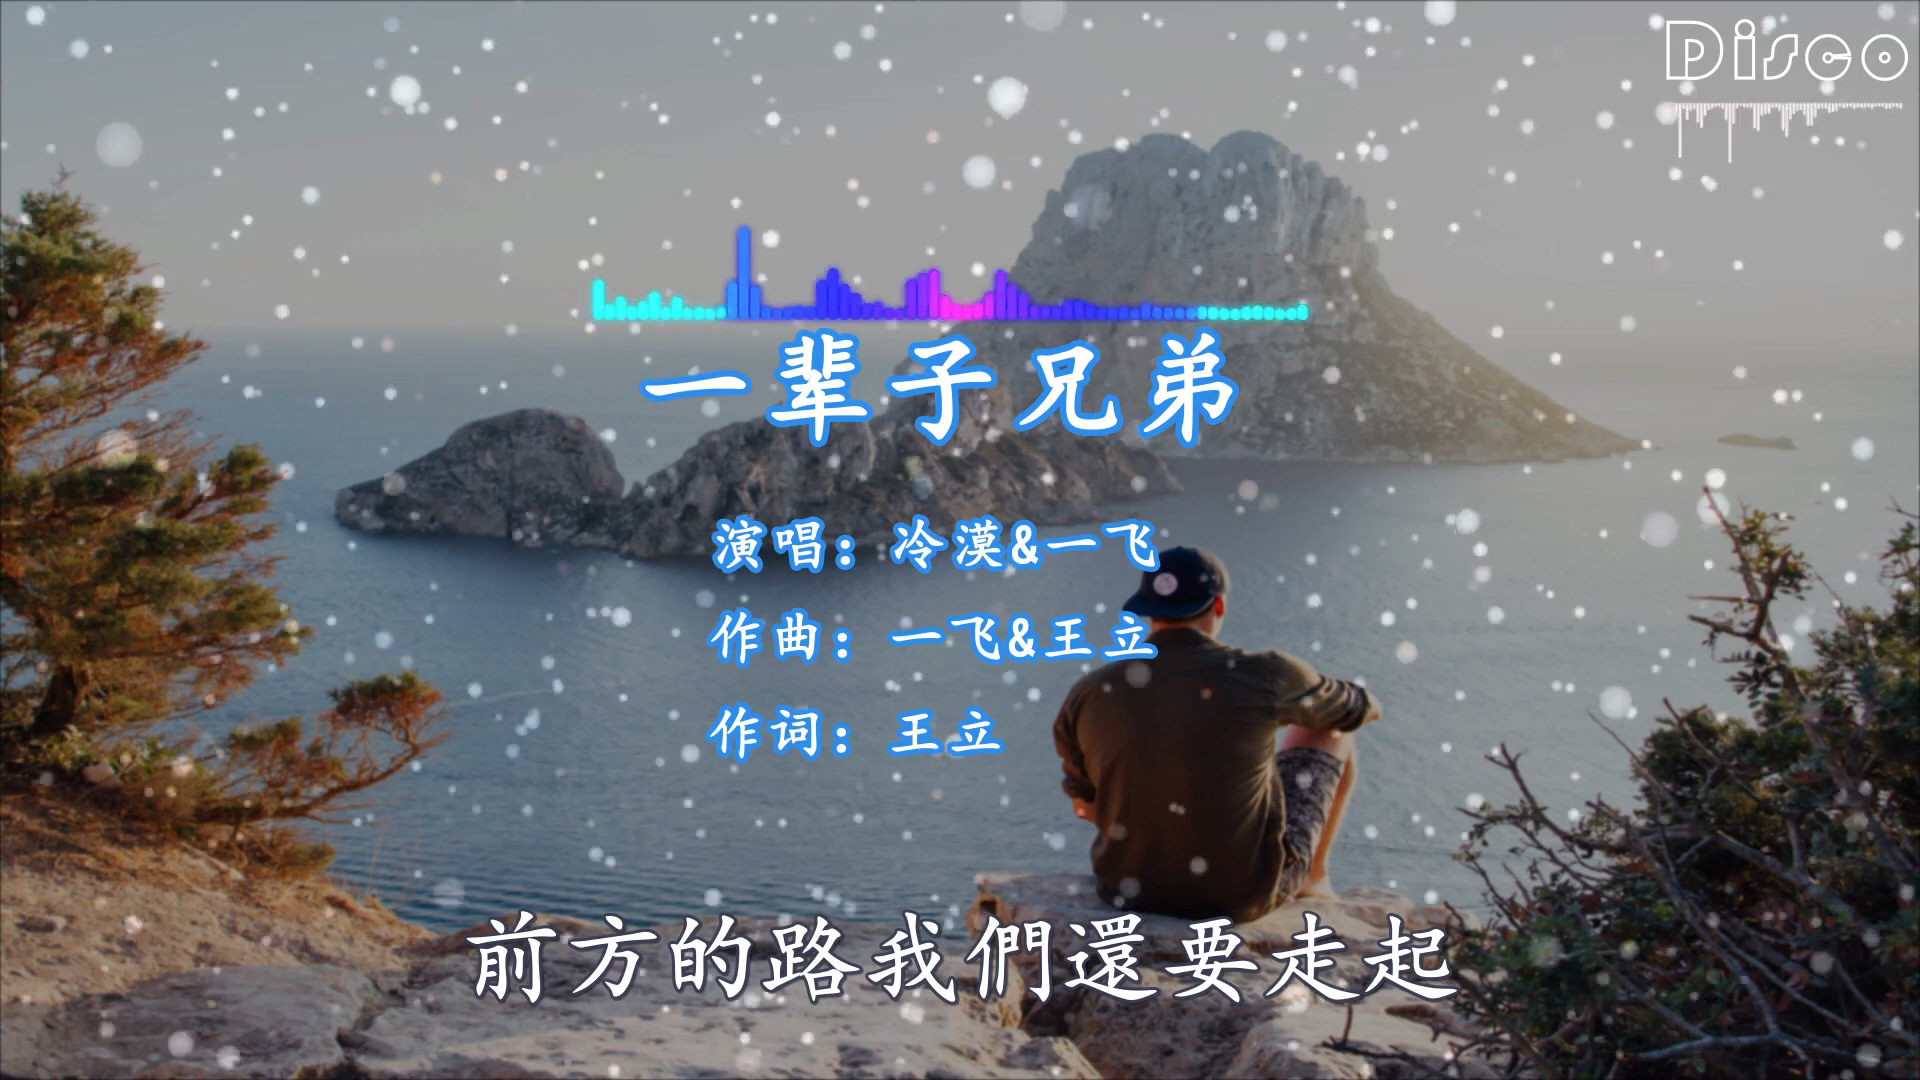 Disco
一辈子兄弟
演唱：冷漠&一飞
作曲：一飞&王立
作词：王立
前方的路我們還要走起